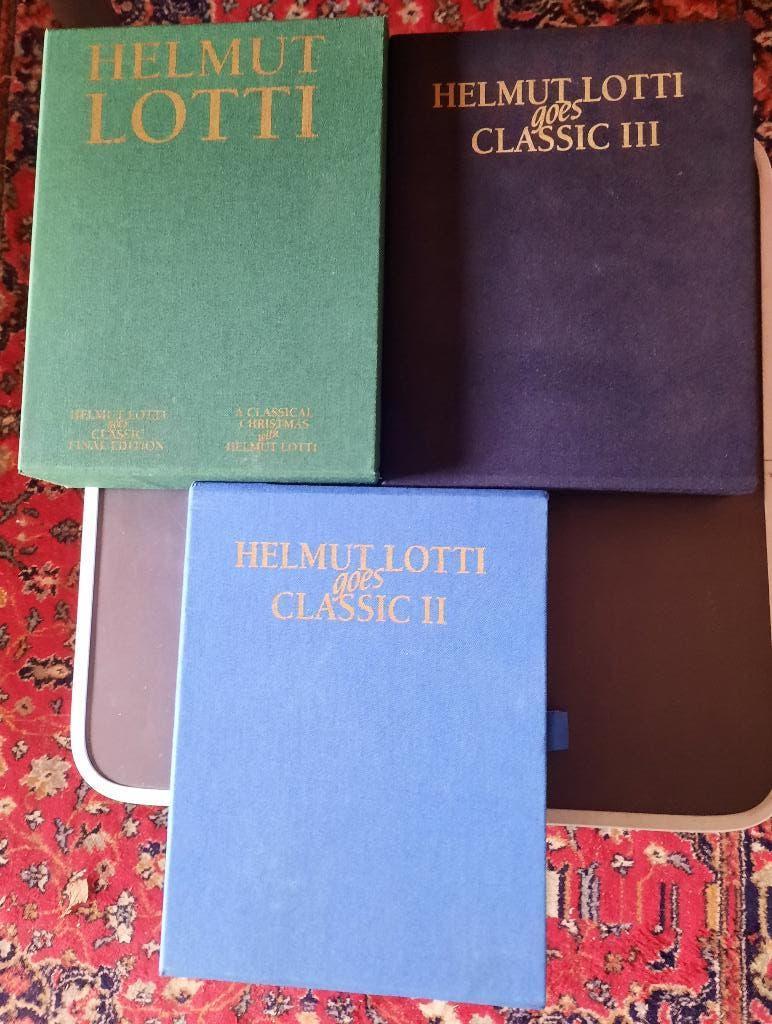 HELMUT
LOTTI
HELMUT LOTTI
goes
CLASSIC
FINAL EDITION
A CLASSICAL
CHRISTMAS
with
HELMUT LOTTI
HELMUT LOTTI
goes
CLASSIC III
HELMUT LOTTI
goes
CLASSIC II